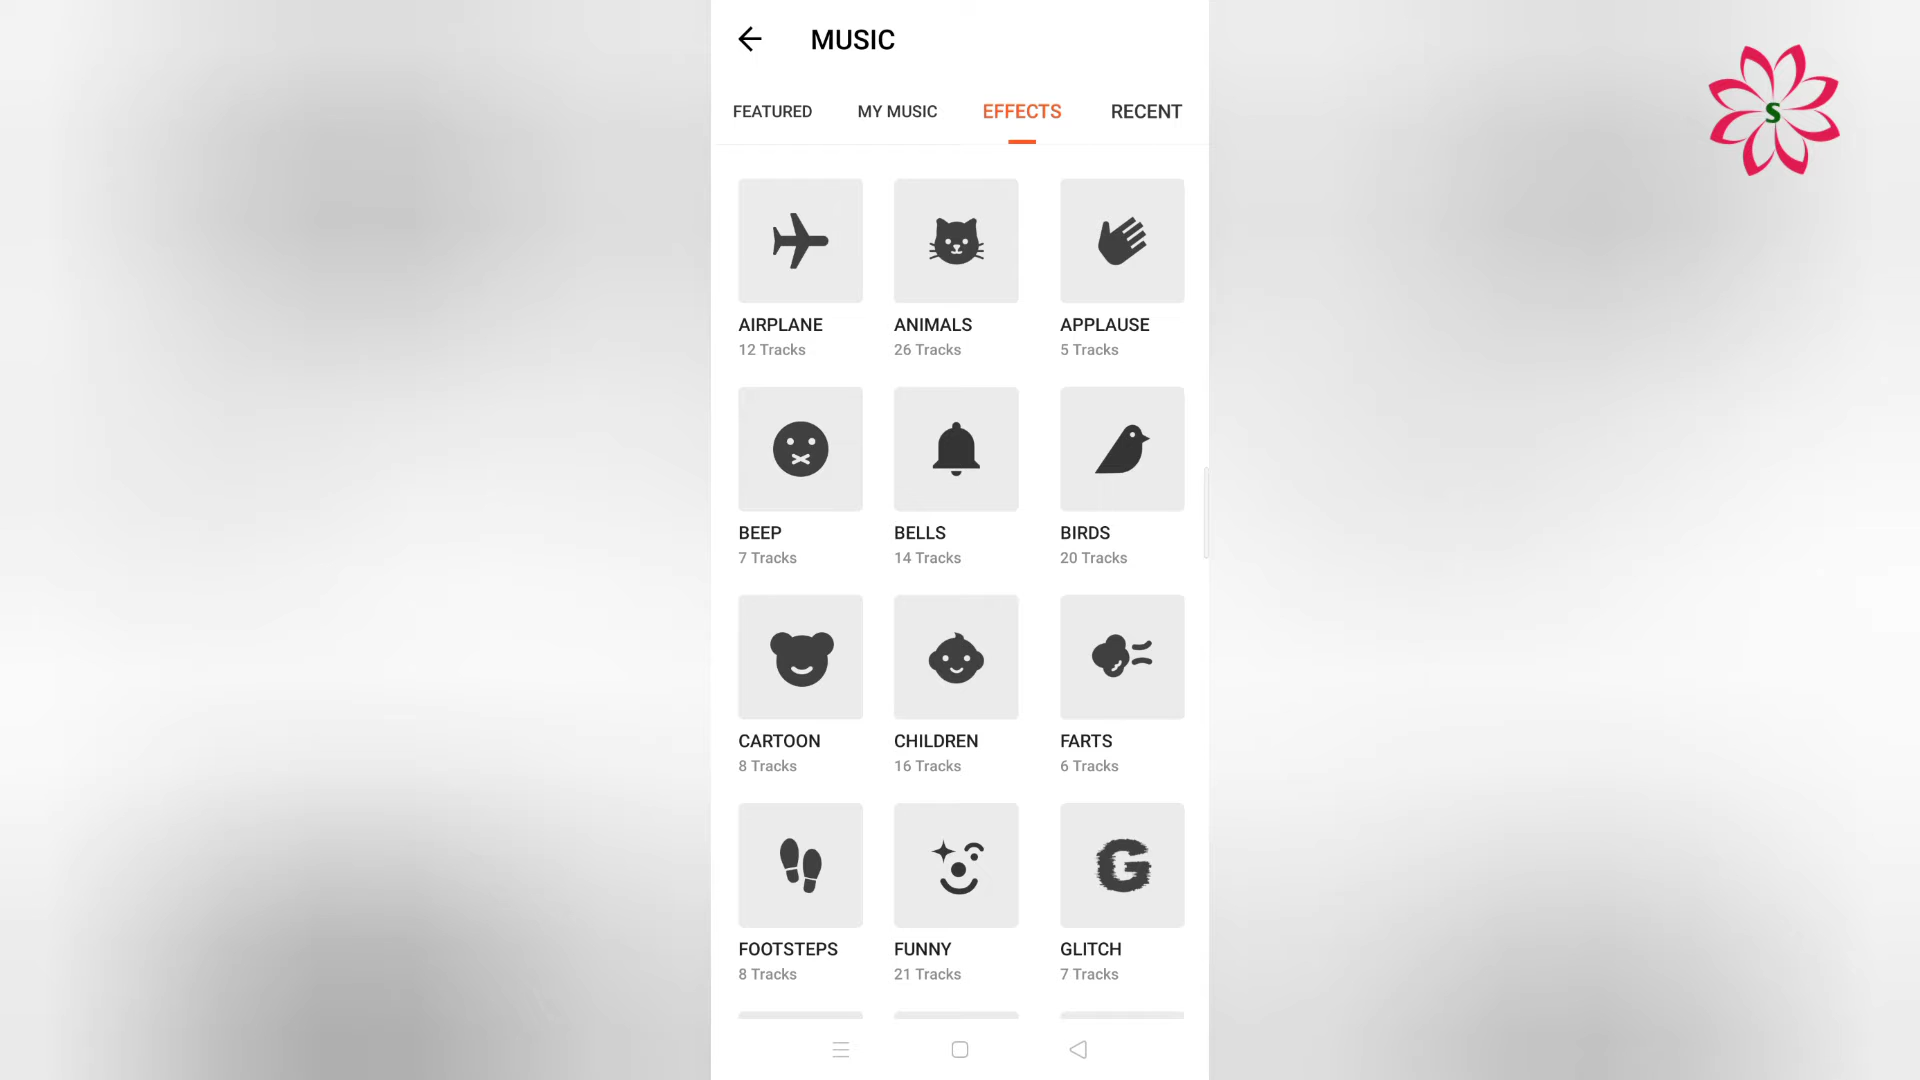 MUSIC
FEATURED MY MUSIC EFFECTS RECENT
S
AIRPLANE ANIMALS APPLAUSE
12 Tracks 26 Tracks 5 Tracks
BEEP BELLS BIRDS
7 Tracks 14 Tracks 20 Tracks
CARTOON CHILDREN FARTS
8 Tracks 16 Tracks 6 Tracks
G
FOOTSTEPS FUNNY GLITCH
8 Tracks 21 Tracks 7 Tracks